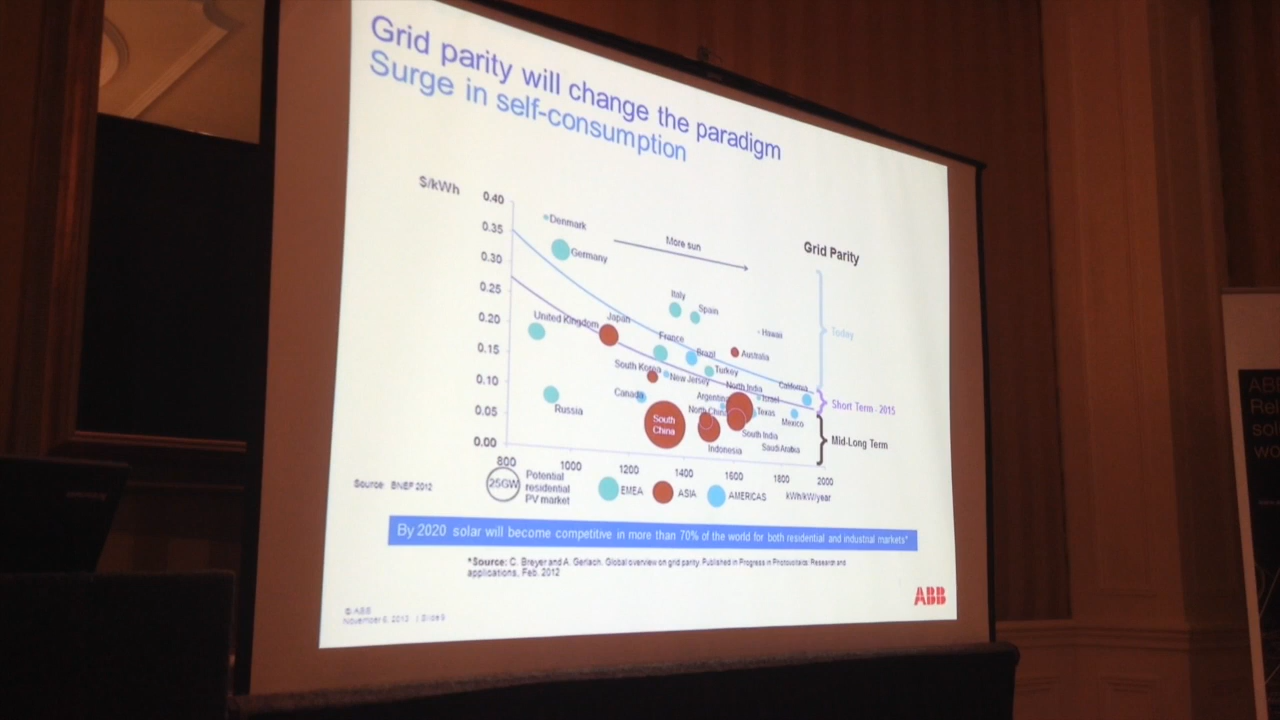 Grid parity will change the paradigm
Surge in self-consumption
$/kWh
0.40
0.35
0.30
0.25
0.20
0.15
0.10
0.05
0.00
800
1000
1200
1400
1600
1800
2000
kWh/kW/year
Denmark
Germany
More sun
Grid Parity
Italy
Spain
Hawaii
United Kingdom
Japan
France
Brazil
Australia
Today
South Korea
New Jersey
Turkey
North India
California
Canada
Argentina
Israel
Short Term - 2015
Russia
North China
Texas
Mexico
South
China
South India
Mid-Long Term
Indonesia
Saudi Arabia
Source: BNEF 2012
25GW
Potential
residential
PV market
EMEA
ASIA
AMERICAS
By 2020 solar will become competitive in more than 70% of the world for both residential and industrial markets*
*Source: C. Breyer and A. Gerlach. Global overview on grid parity. Published in Progress in Photovoltaics: Research and
applications, Feb. 2012
© ABB
| Slide 9
ABB